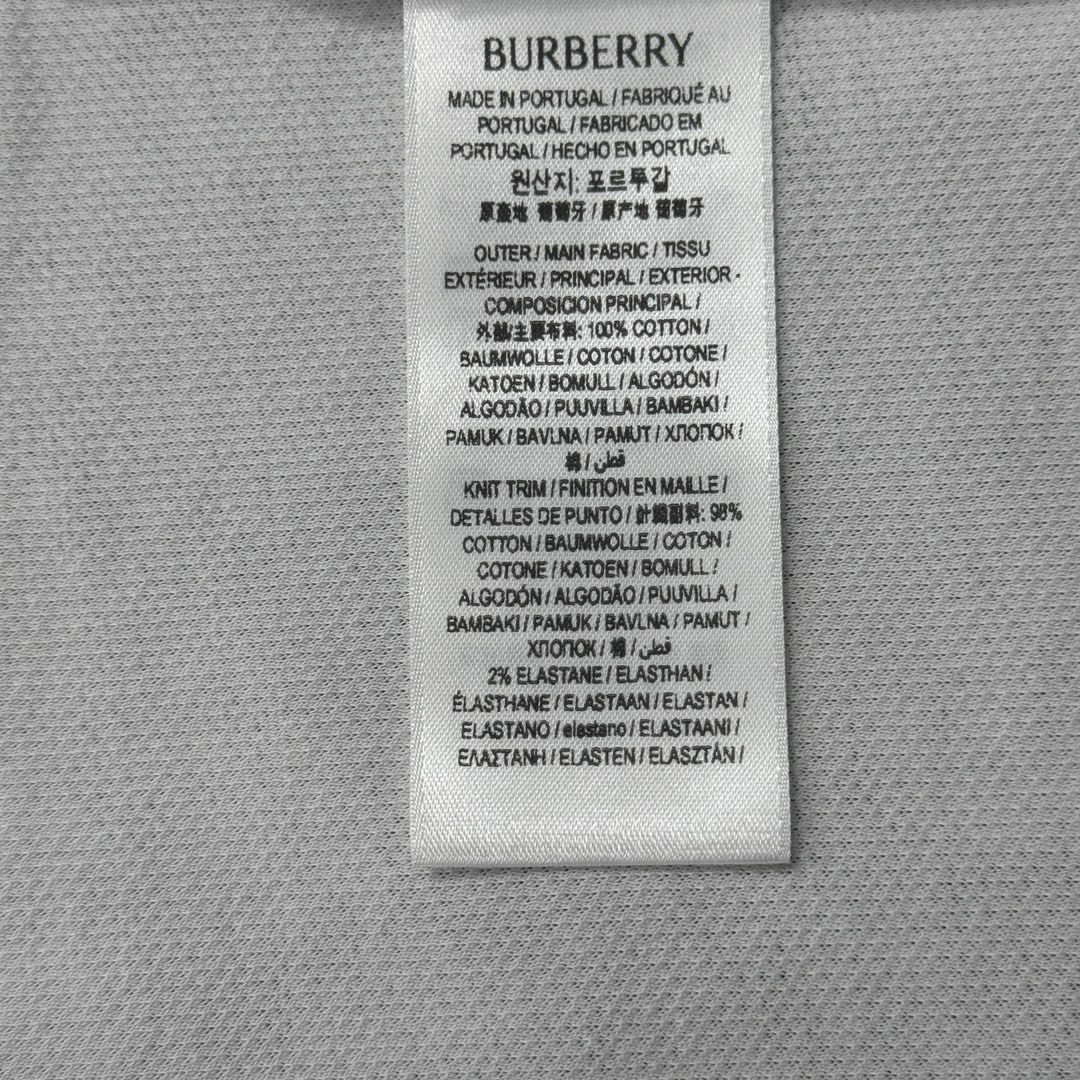 BURBERRY
MADE IN PORTUGAL / FABRIQUÉ AU
PORTUGAL / FABRICADO EM
PORTUGAL / HECHO EN PORTUGAL
원산지: 포르투갈
原產地 葡萄牙 / 原产地 葡萄牙
OUTER / MAIN FABRIC / TISSU
EXTÉRIEUR / PRINCIPAL / EXTERIOR -
COMPOSICION PRINCIPAL /
外部/主要布料: 100% COTTON /
BAUMWOLLE / COTON / COTONE /
KATOEN / BOMULL / ALGODÓN /
ALGODÃO / PUUVILLA / BAMBAKI /
PAMUK / BAVLNA / PAMUT / ХЛОПОК /
棉 / قطن
KNIT TRIM / FINITION EN MAILLE /
DETALLES DE PUNTO / 針織副料: 98%
COTTON / BAUMWOLLE / COTON /
COTONE / KATOEN / BOMULL /
ALGODÓN / ALGODÃO / PUUVILLA /
BAMBAKI / PAMUK / BAVLNA / PAMUT /
ХЛОПОК / 棉 / قطن
2% ELASTANE / ELASTHAN /
ÉLASTHANE / ELASTAAN / ELASTAN /
ELASTANO / elastano / ELASTAANI /
ΕΛΑΣΤΑΝΗ / ELASTEN / ELASZTÁN /